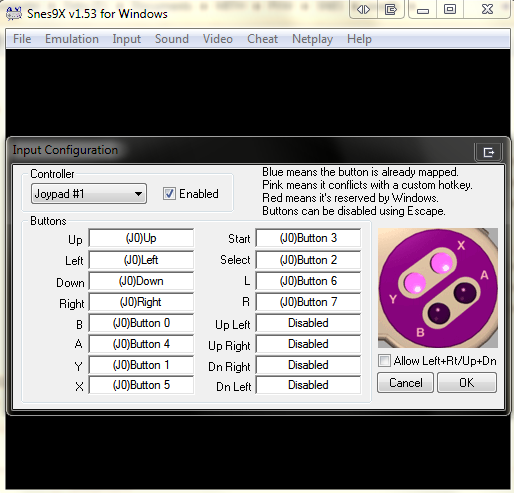 Snes9X v1.53 for Windows
File Emulation Input Sound Video Cheat Netplay Help
Input Configuration
Controller
Joypad #1
Enabled
Blue means the button is already mapped.
Pink means it conflicts with a custom hotkey.
Red means it's reserved by Windows.
Buttons can be disabled using Escape.
Buttons
Up (J0)Up
Left (J0)Left
Down (J0)Down
Right (J0)Right
B (J0)Button 0
A (J0)Button 4
Y (J0)Button 1
X (J0)Button 5
Start (J0)Button 3
Select (J0)Button 2
L (J0)Button 6
R (J0)Button 7
Up Left Disabled
Up Right Disabled
Dn Right Disabled
Dn Left Disabled
X
A
Y
B
Allow Left+Rt/Up+Dn
Cancel OK